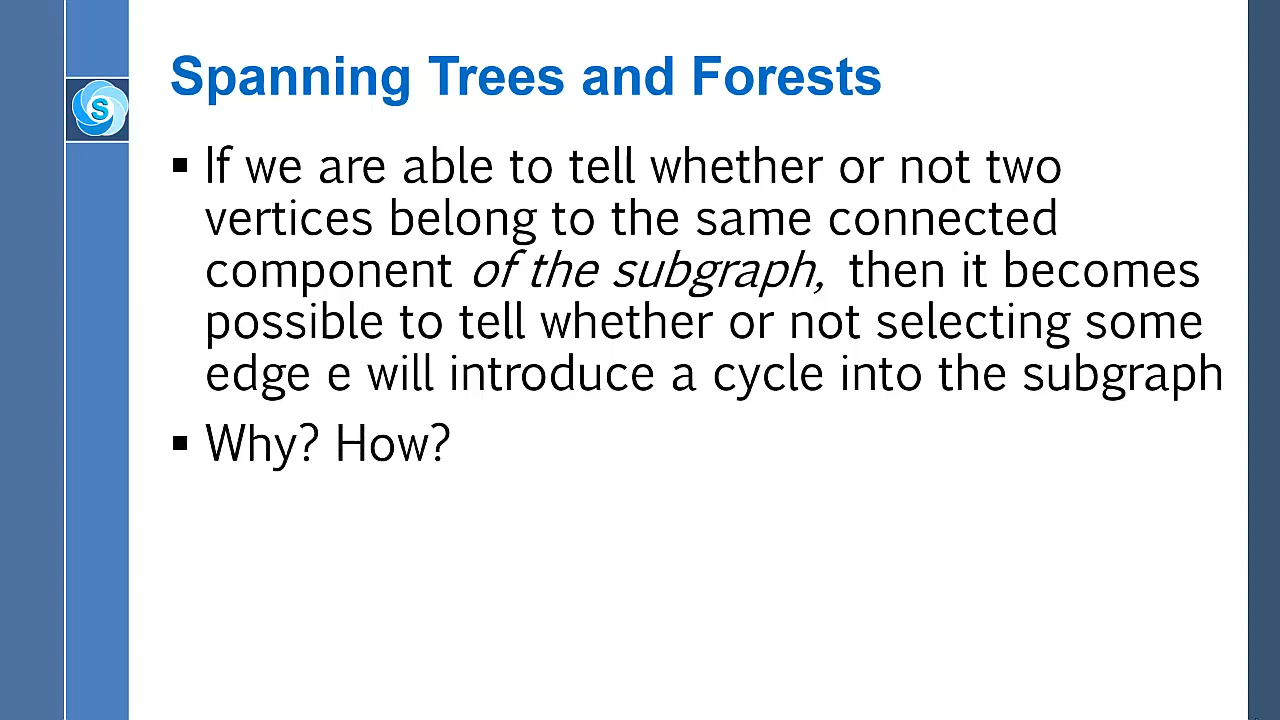 Spanning Trees and Forests
S
▪ If we are able to tell whether or not two
vertices belong to the same connected
component of the subgraph, then it becomes
possible to tell whether or not selecting some
edge e will introduce a cycle into the subgraph
▪ Why? How?